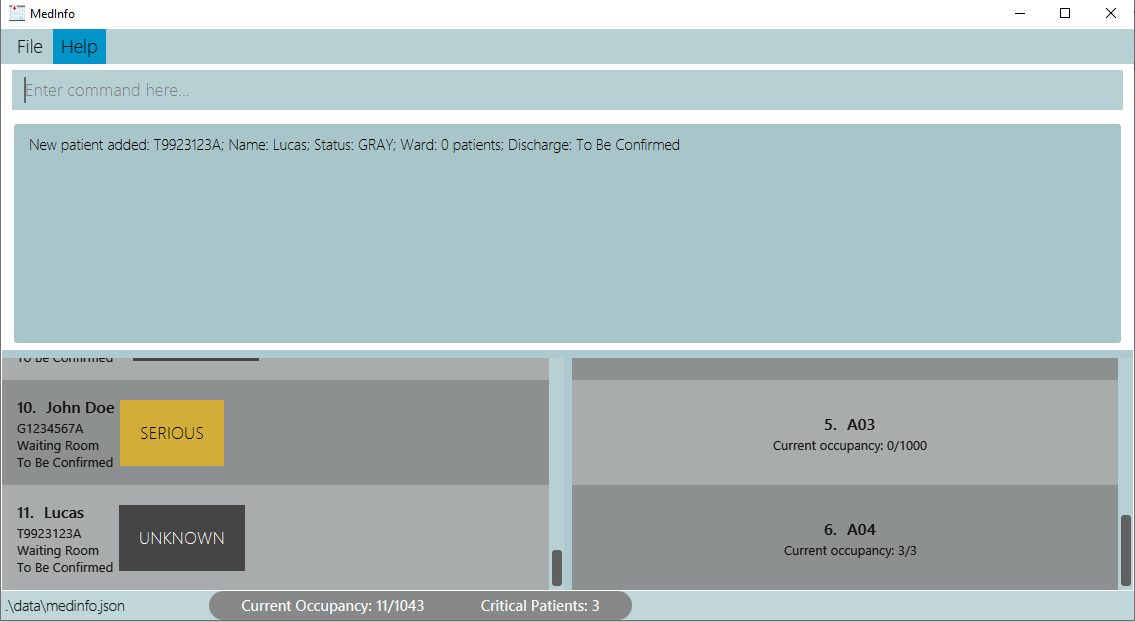 MedInfo
File Help
Enter command here...
New patient added: T9923123A; Name: Lucas; Status: GRAY; Ward: 0 patients; Discharge: To Be Confirmed
To Be Confirmed
10. John Doe
G1234567A
Waiting Room
To Be Confirmed
SERIOUS
11. Lucas
T9923123A
Waiting Room
To Be Confirmed
UNKNOWN
5. A03
Current occupancy: 0/1000
6. A04
Current occupancy: 3/3
.\data\medinfo.json
Current Occupancy: 11/1043
Critical Patients: 3